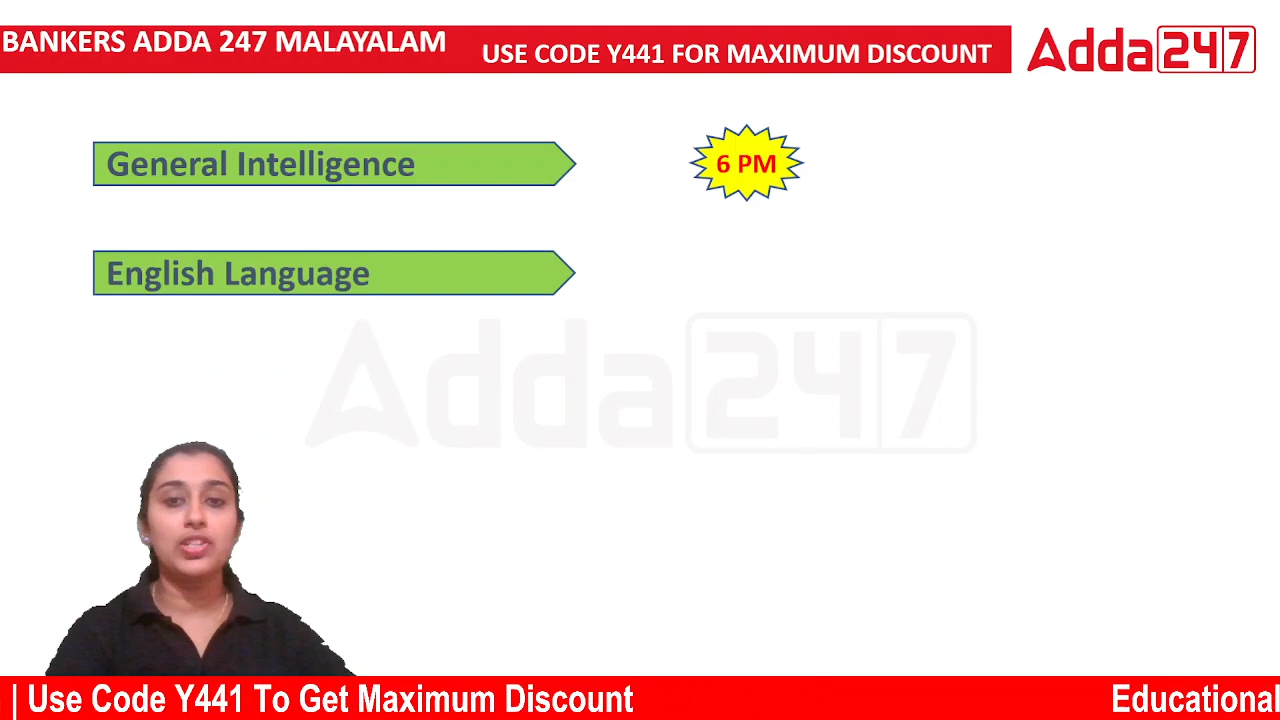 BANKERS ADDA 247 MALAYALAM
USE CODE Y441 FOR MAXIMUM DISCOUNT
Adda247
General Intelligence
6 PM
English Language
Adda247
| Use Code Y441 To Get Maximum Discount
Educational